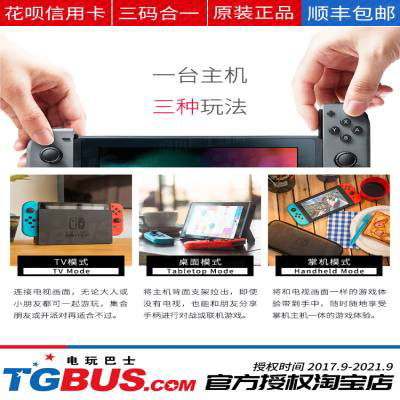 花呗信用卡 三码合一 原装正品 顺丰包邮
一台主机
三种玩法
TV模式 桌面模式 掌机模式
TV Mode Tabletop Mode Handheld Mode
连接电视画面，无论大人或
小朋友都可一起游玩。集合
朋友或开派对再适合不过。
将主机背面支架拉出，即使
没有电视，也能和朋友分享
手柄进行对战或联机游戏。
将和电视画面一样的游戏体
验带到手中，随时随地享受
掌机主机一体的游戏体验。
电玩巴士
TGBUS.COM
授权时间 2017.9-2021.9
官方授权淘宝店